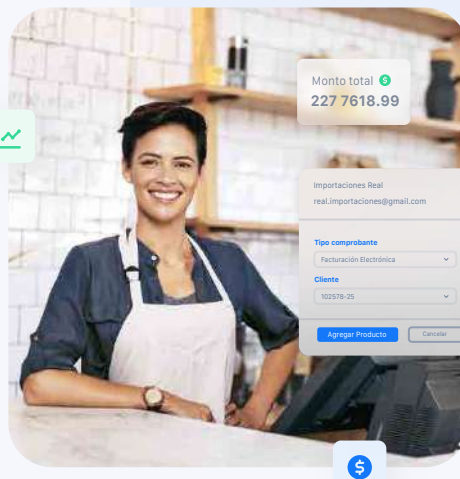 Monto total $
227 7618.99
Importaciones Real
real.importaciones@gmail.com
Tipo comprobante
Facturación Electrónica
Cliente
102578-25
Agregar Producto
Cancelar
$